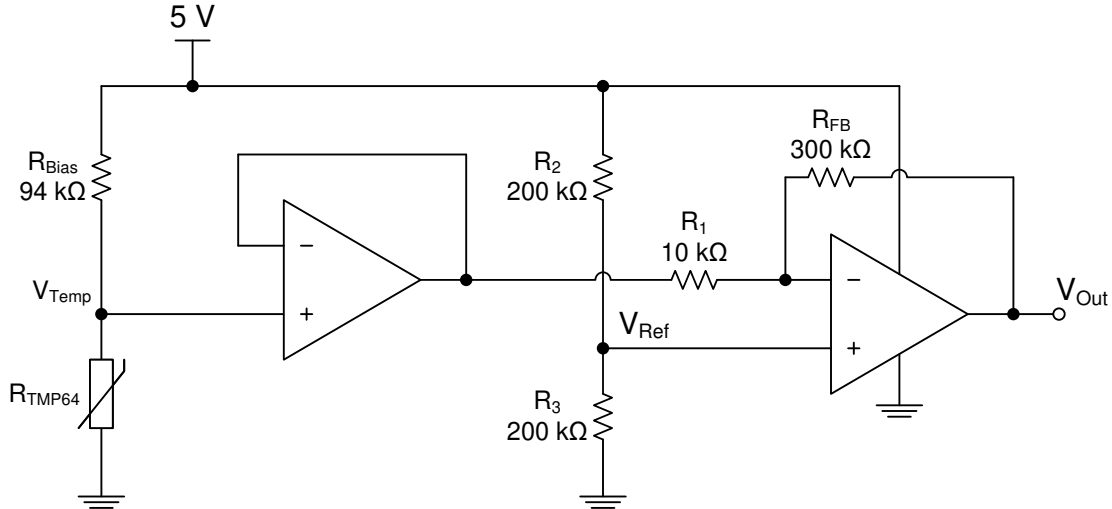 5 V
R_Bias
94 kΩ
V_Temp
R_TMP64
−
+
R_2
200 kΩ
V_Ref
R_3
200 kΩ
R_1
10 kΩ
R_FB
300 kΩ
−
+
V_Out